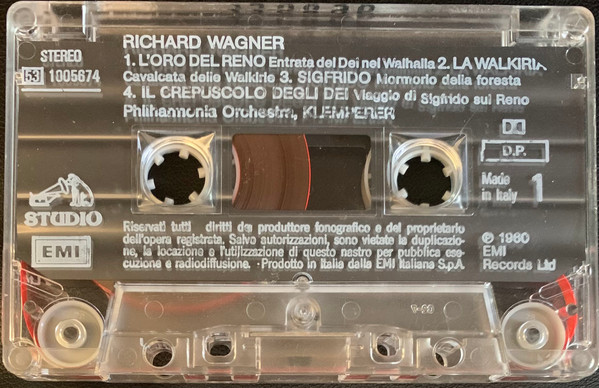 RICHARD WAGNER
STEREO
1. L'ORO DEL RENO Entrata dei Dei nel Walhalla 2. LA WALKIRIA
53 1005674
Cavalcata delle Walkirie 3. SIGFRIDO Mormorio della foresta
4. IL CREPUSCOLO DEGLI DEI Viaggio di Sigfrido sul Reno
Philharmonia Orchestra, KLEMPERER
D.P.
Made
in Italy
1
STUDIO
EMI
Riservati tutti i diritti del produttore fonografico e del proprietario
dell'opera registrata. Salvo autorizzazioni, sono vietate la duplicazio-
ne, la locazione e l'utilizzazione di questo nastro per pubblica ese-
cuzione e radiodiffusione. - Prodotto in Italia dalla EMI Italiana S.p.A
℗ 1960
EMI
Records Ltd